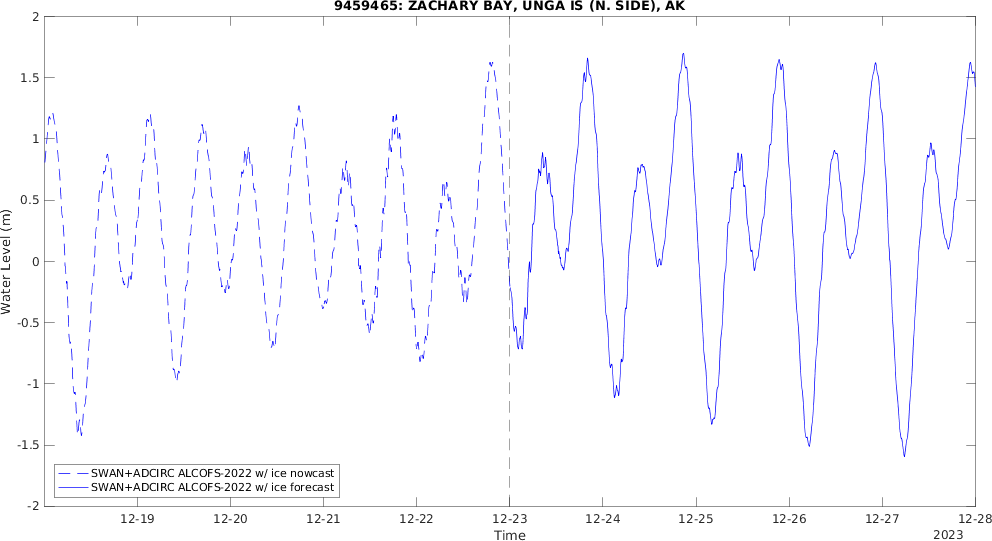 9459465: ZACHARY BAY, UNGA IS (N. SIDE), AK
2
1.5
1
0.5
0
-0.5
-1
-1.5
-2
Water Level (m)
SWAN+ADCIRC ALCOFS-2022 w/ ice nowcast
SWAN+ADCIRC ALCOFS-2022 w/ ice forecast
12-19 12-20 12-21 12-22 12-23 12-24 12-25 12-26 12-27 12-28
Time
2023